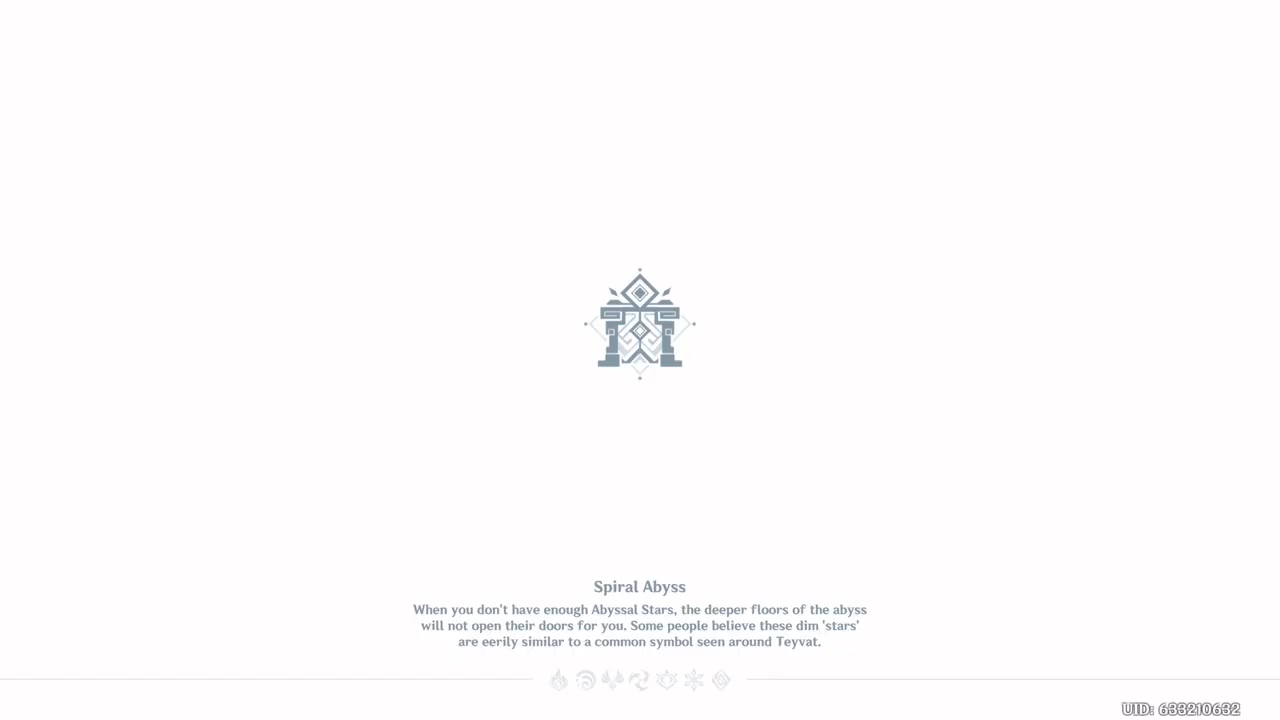 Spiral Abyss
When you don't have enough Abyssal Stars, the deeper floors of the abyss
will not open their doors for you. Some people believe these dim 'stars'
are eerily similar to a common symbol seen around Teyvat.
UID: 633210632